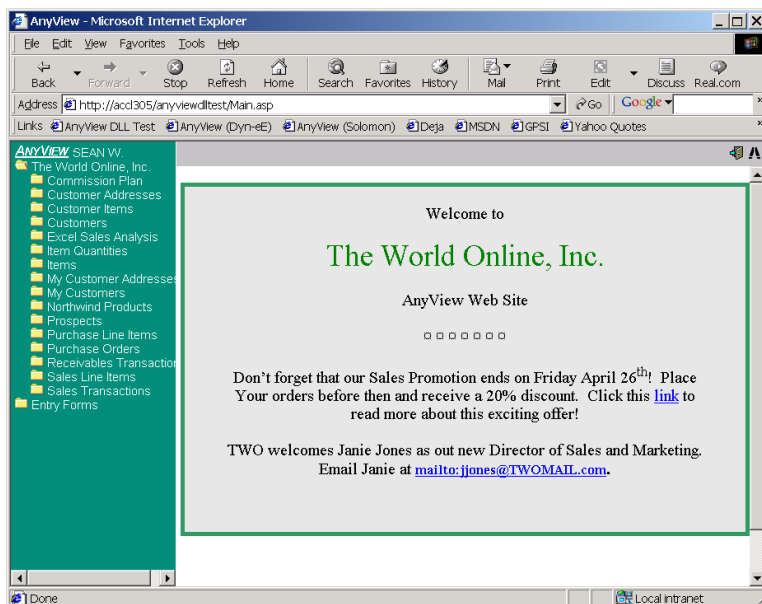 AnyView - Microsoft Internet Explorer
File Edit View Favorites Tools Help
Back Forward Stop Refresh Home Search Favorites History Mail Print Edit Discuss Real.com
Address http://accl305/anyviewdlltest/Main.asp Go Google
Links AnyView DLL Test AnyView (Dyn-eE) AnyView (Solomon) Deja MSDN GPSI Yahoo Quotes
ANYVIEW SEAN W.
The World Online, Inc.
Commission Plan
Customer Addresses
Customer Items
Customers
Excel Sales Analysis
Item Quantities
Items
My Customer Addresses
My Customers
Northwind Products
Prospects
Purchase Line Items
Purchase Orders
Receivables Transaction
Sales Line Items
Sales Transactions
Entry Forms
Welcome to
The World Online, Inc.
AnyView Web Site
Don't forget that our Sales Promotion ends on Friday April 26th! Place
Your orders before then and receive a 20% discount. Click this link to
read more about this exciting offer!
TWO welcomes Janie Jones as out new Director of Sales and Marketing.
Email Janie at mailto:jjones@TWOMAIL.com.
Done Local intranet